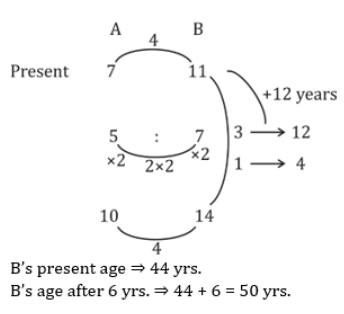 A B
4
Present 7 11
+12 years
5 : 7 3 → 12
×2 2×2 ×2
1 → 4
10 14
4
B's present age ⇒ 44 yrs.
B's age after 6 yrs. ⇒ 44 + 6 = 50 yrs.